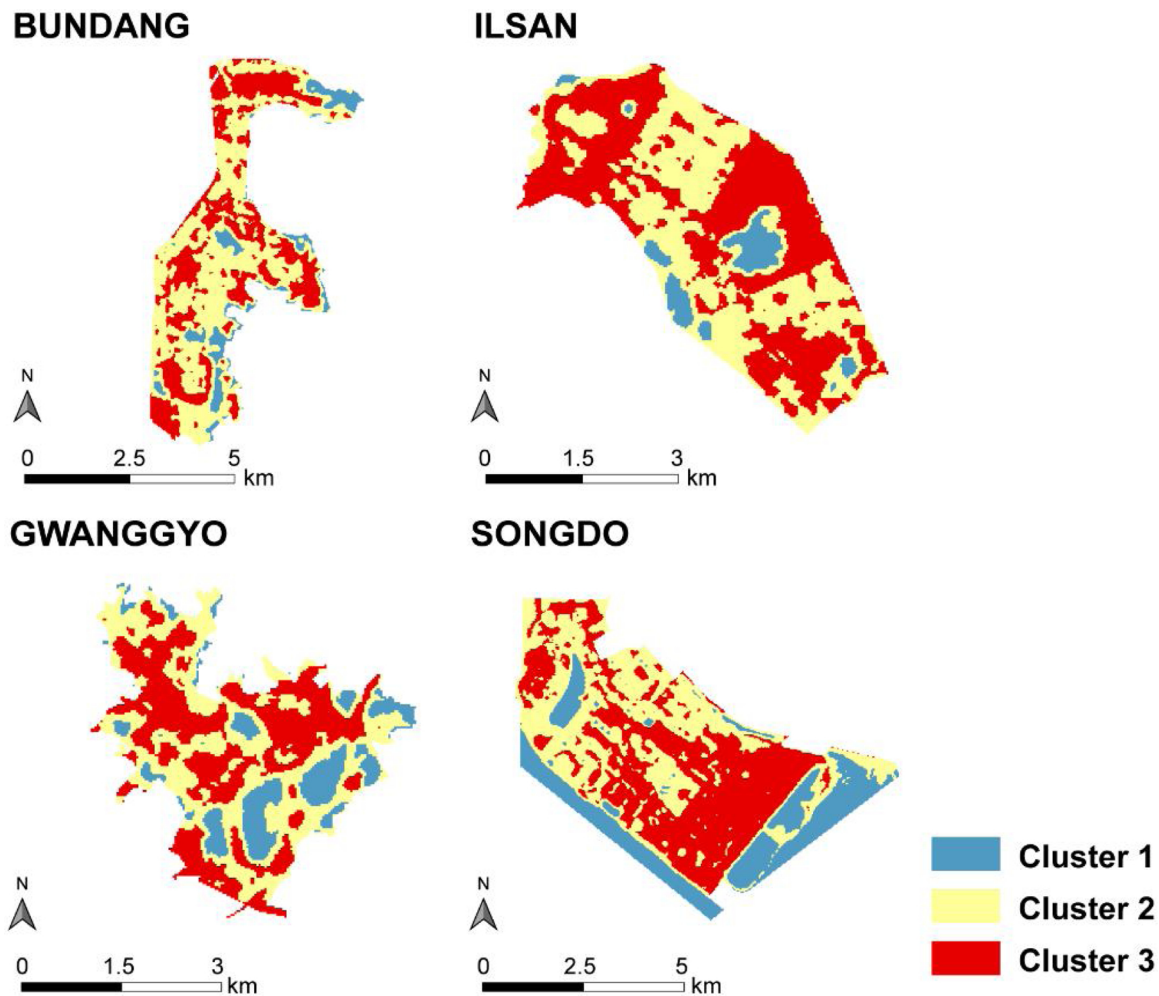 BUNDANG
ILSAN
N
N
0 2.5 5
km
0 1.5 3
km
GWANGGYO
SONGDO
N
N
0 1.5 3
km
0 2.5 5
km
Cluster 1
Cluster 2
Cluster 3